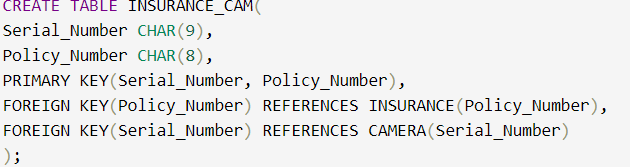 CREATE TABLE INSURANCE_CAM(
Serial_Number CHAR(9),
Policy_Number CHAR(8),
PRIMARY KEY(Serial_Number, Policy_Number),
FOREIGN KEY(Policy_Number) REFERENCES INSURANCE(Policy_Number),
FOREIGN KEY(Serial_Number) REFERENCES CAMERA(Serial_Number)
);